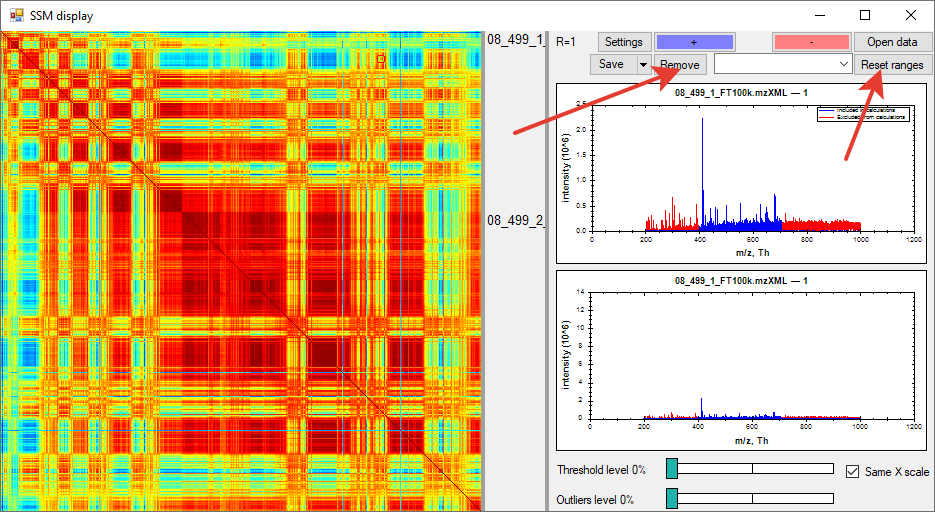 SSM display
08_499_1_
08_499_2_
R=1
Settings
+
-
Open data
Save
Remove
Reset ranges
08_499_1_FT100k.mzXML — 1
Included in calculations
Excluded from calculations
intensity (10^6)
2.5
2.0
1.5
1.0
0.5
0.0
0 200 400 600 800 1000 1200
m/z, Th
08_499_1_FT100k.mzXML — 1
intensity (10^6)
14
12
10
8
6
4
2
0
0 200 400 600 800 1000 1200
m/z, Th
Threshold level 0%
Same X scale
Outliers level 0%